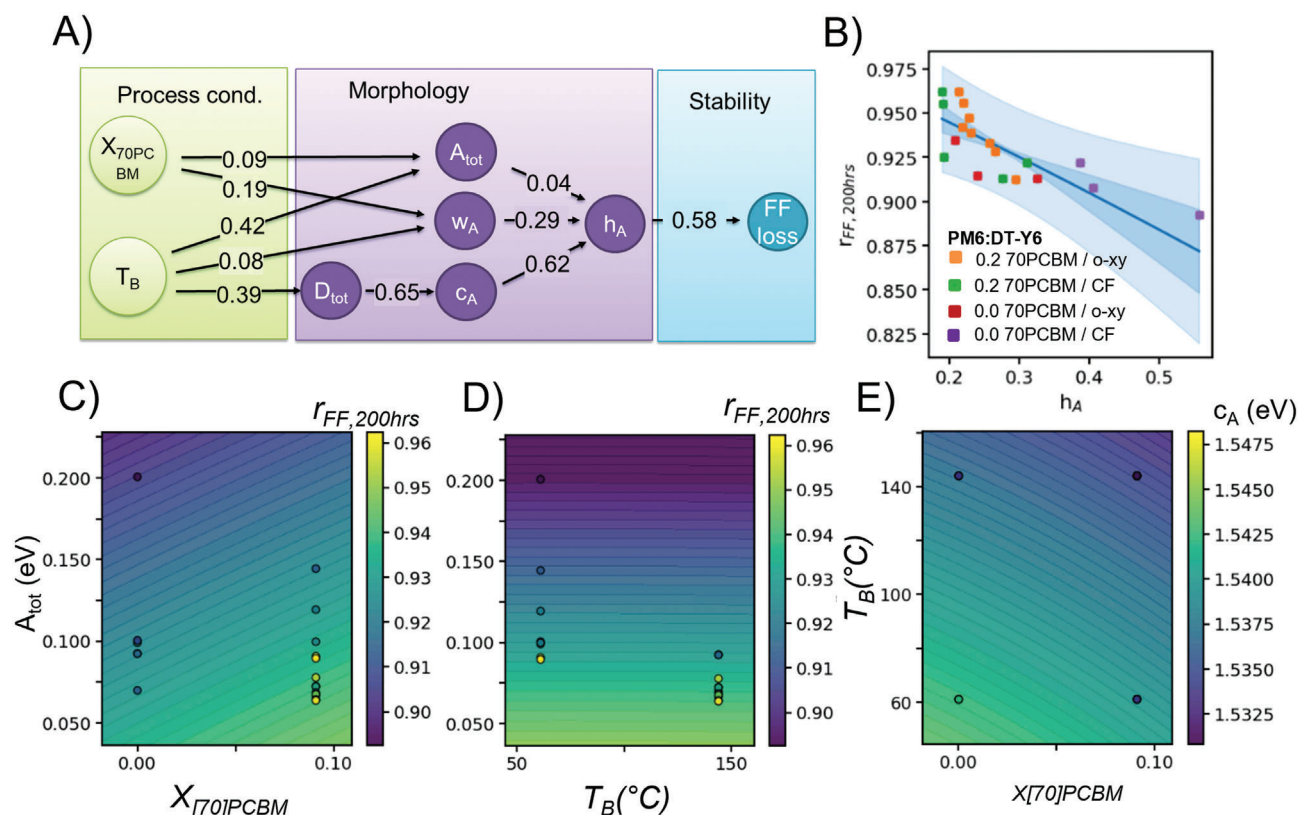 A)
Process cond.
Morphology
Stability
X70PC
BM
TB
0.09
0.19
0.42
0.08
0.39
Dtot
0.65
Atot
wA
cA
0.04
0.29
0.62
hA
0.58
FF
loss
B)
rFF, 200hrs
0.975
0.950
0.925
0.900
0.875
0.850
0.825
PM6:DT-Y6
0.2 70PCBM / o-xy
0.2 70PCBM / CF
0.0 70PCBM / o-xy
0.0 70PCBM / CF
0.2 0.3 0.4 0.5
hA
C)
rFF,200hrs
Atot (eV)
0.200
0.150
0.100
0.050
0.00 0.10
X[70]PCBM
0.96
0.95
0.94
0.93
0.92
0.91
0.90
D)
rFF,200hrs
0.200
0.150
0.100
0.050
50 150
TB(°C)
0.96
0.95
0.94
0.93
0.92
0.91
0.90
E)
cA (eV)
TB(°C)
140
100
60
0.00 0.10
X[70]PCBM
1.5475
1.5450
1.5425
1.5400
1.5375
1.5350
1.5325